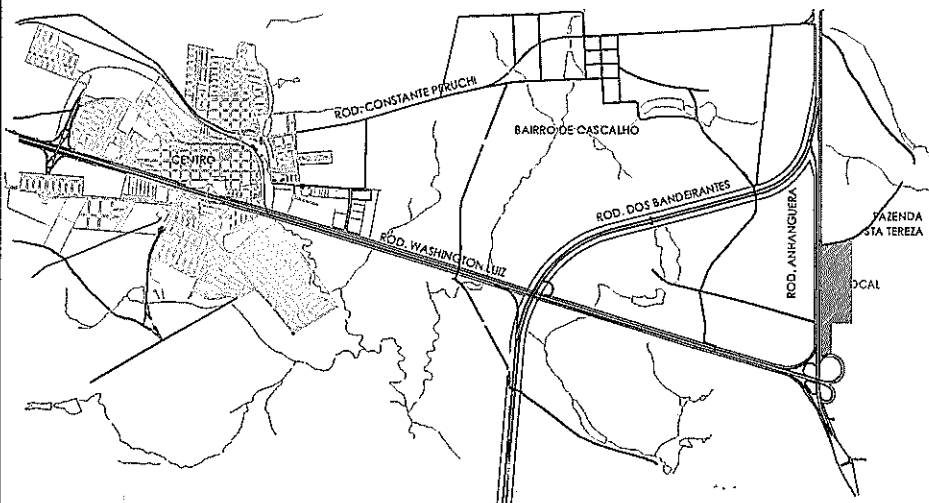 ROD. CONSTANTE PERUCHI
BAIRRO DE CASCALHO
CENTRO
ROD. DOS BANDEIRANTES
ROD. WASHINGTON LUIZ
ROD. ANHANGUERA
FAZENDA
STA TEREZA
OCAL